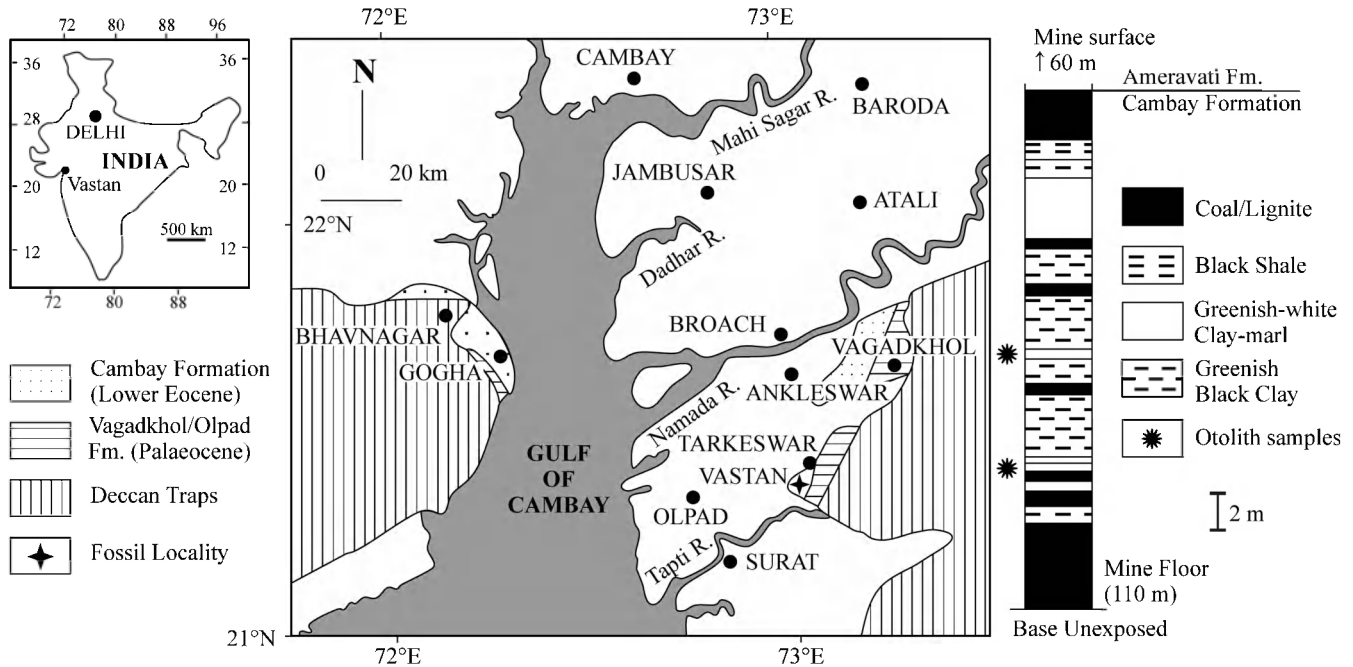 72
80
96
36
36
28
28
DELHI
INDIA
Vastan
20
20
500 km
12
12
72
80
88
Cambay Formation
(Lower Eocene)
Vagadkhol/Olpad
Fm. (Palaeocene)
Deccan Traps
Fossil Locality
72°E
73°E
N
0 20 km
22°N
CAMBAY
Mahi Sagar R.
BARODA
JAMBUSAR
ATALI
Dadhar R.
BHAVNAGAR
GOGHA
BROACH
VAGADKHOL
ANKLESWAR
Namada R.
TARKESWAR
VASTAN
GULF
OF
CAMBAY
OLPAD
Tapti R.
SURAT
21°N
72°E
73°E
Mine surface
↑ 60 m
Ameravati Fm.
Cambay Formation
Coal/Lignite
Black Shale
Greenish-white
Clay-marl
Greenish
Black Clay
Otolith samples
2 m
Mine Floor
(110 m)
Base Unexposed